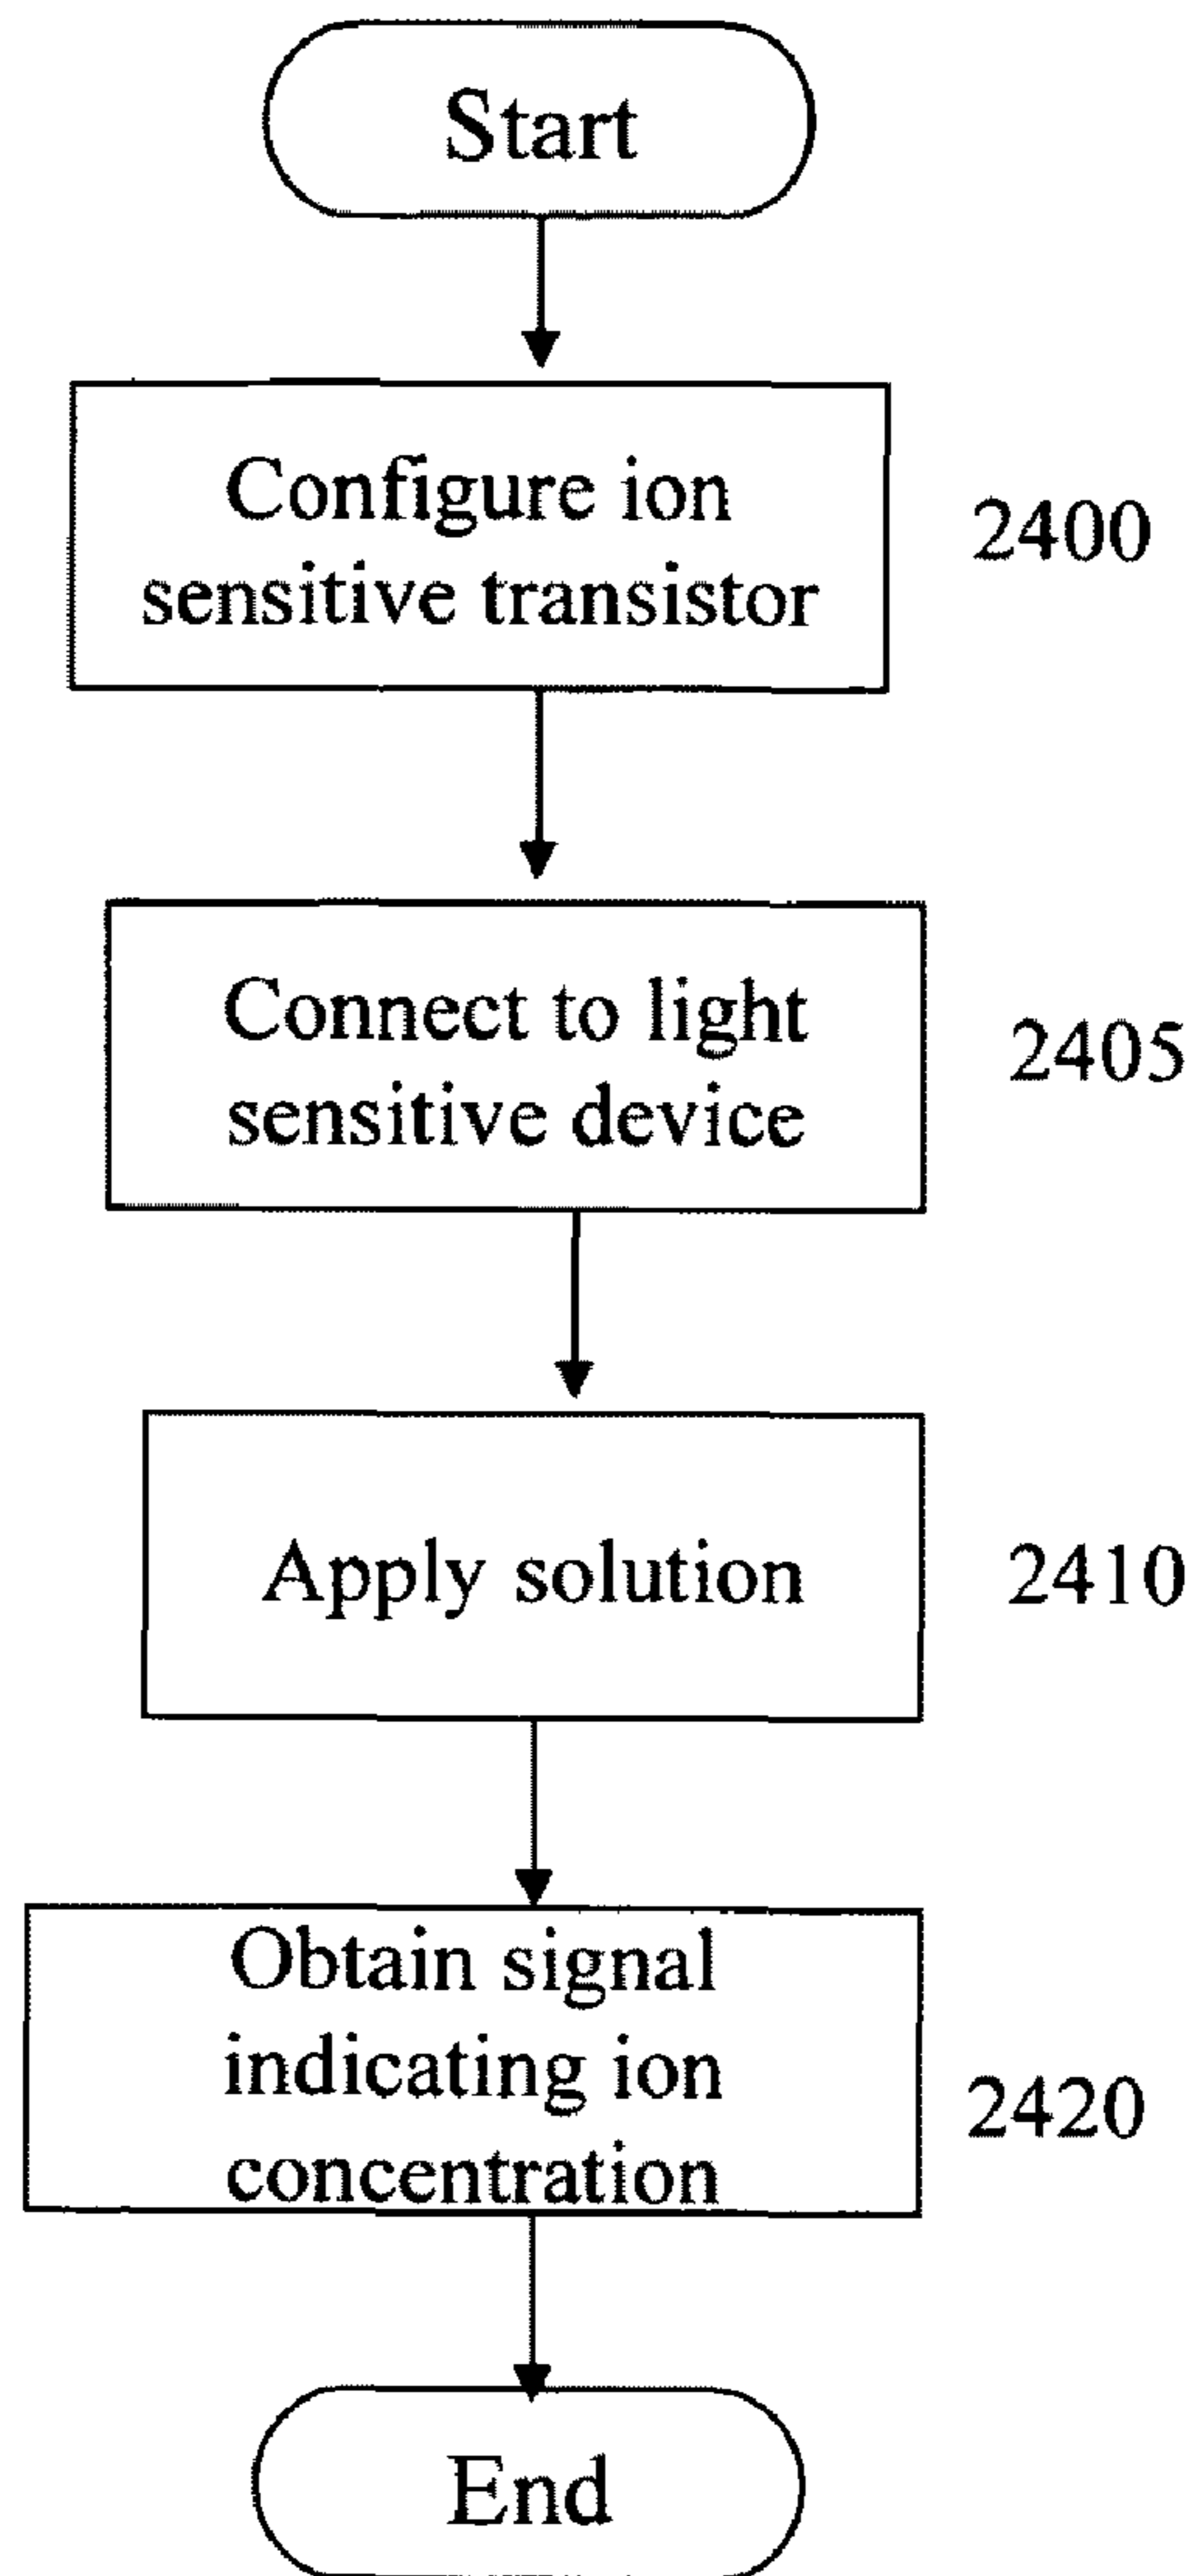 Start
Configure ion
sensitive transistor
2400
Connect to light
sensitive device
2405
Apply solution
2410
Obtain signal
indicating ion
concentration
2420
End